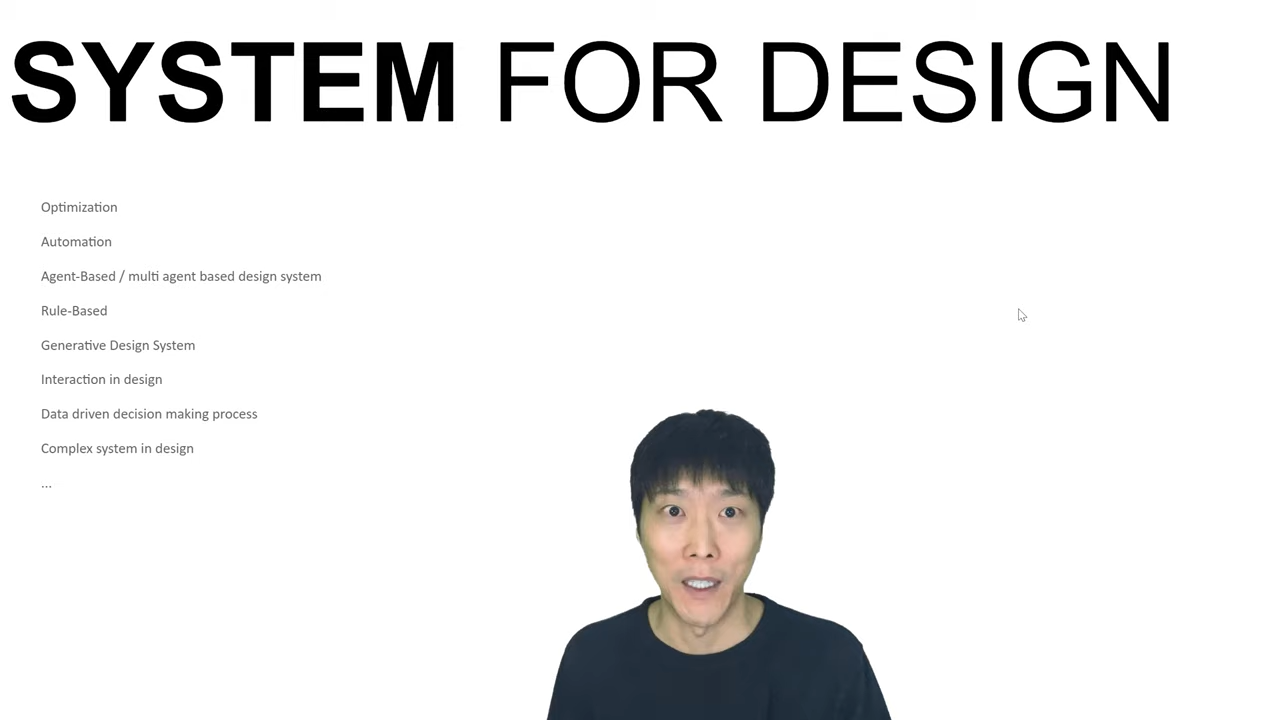 SYSTEM FOR DESIGN
Optimization
Automation
Agent-Based / multi agent based design system
Rule-Based
Generative Design System
Interaction in design
Data driven decision making process
Complex system in design
...